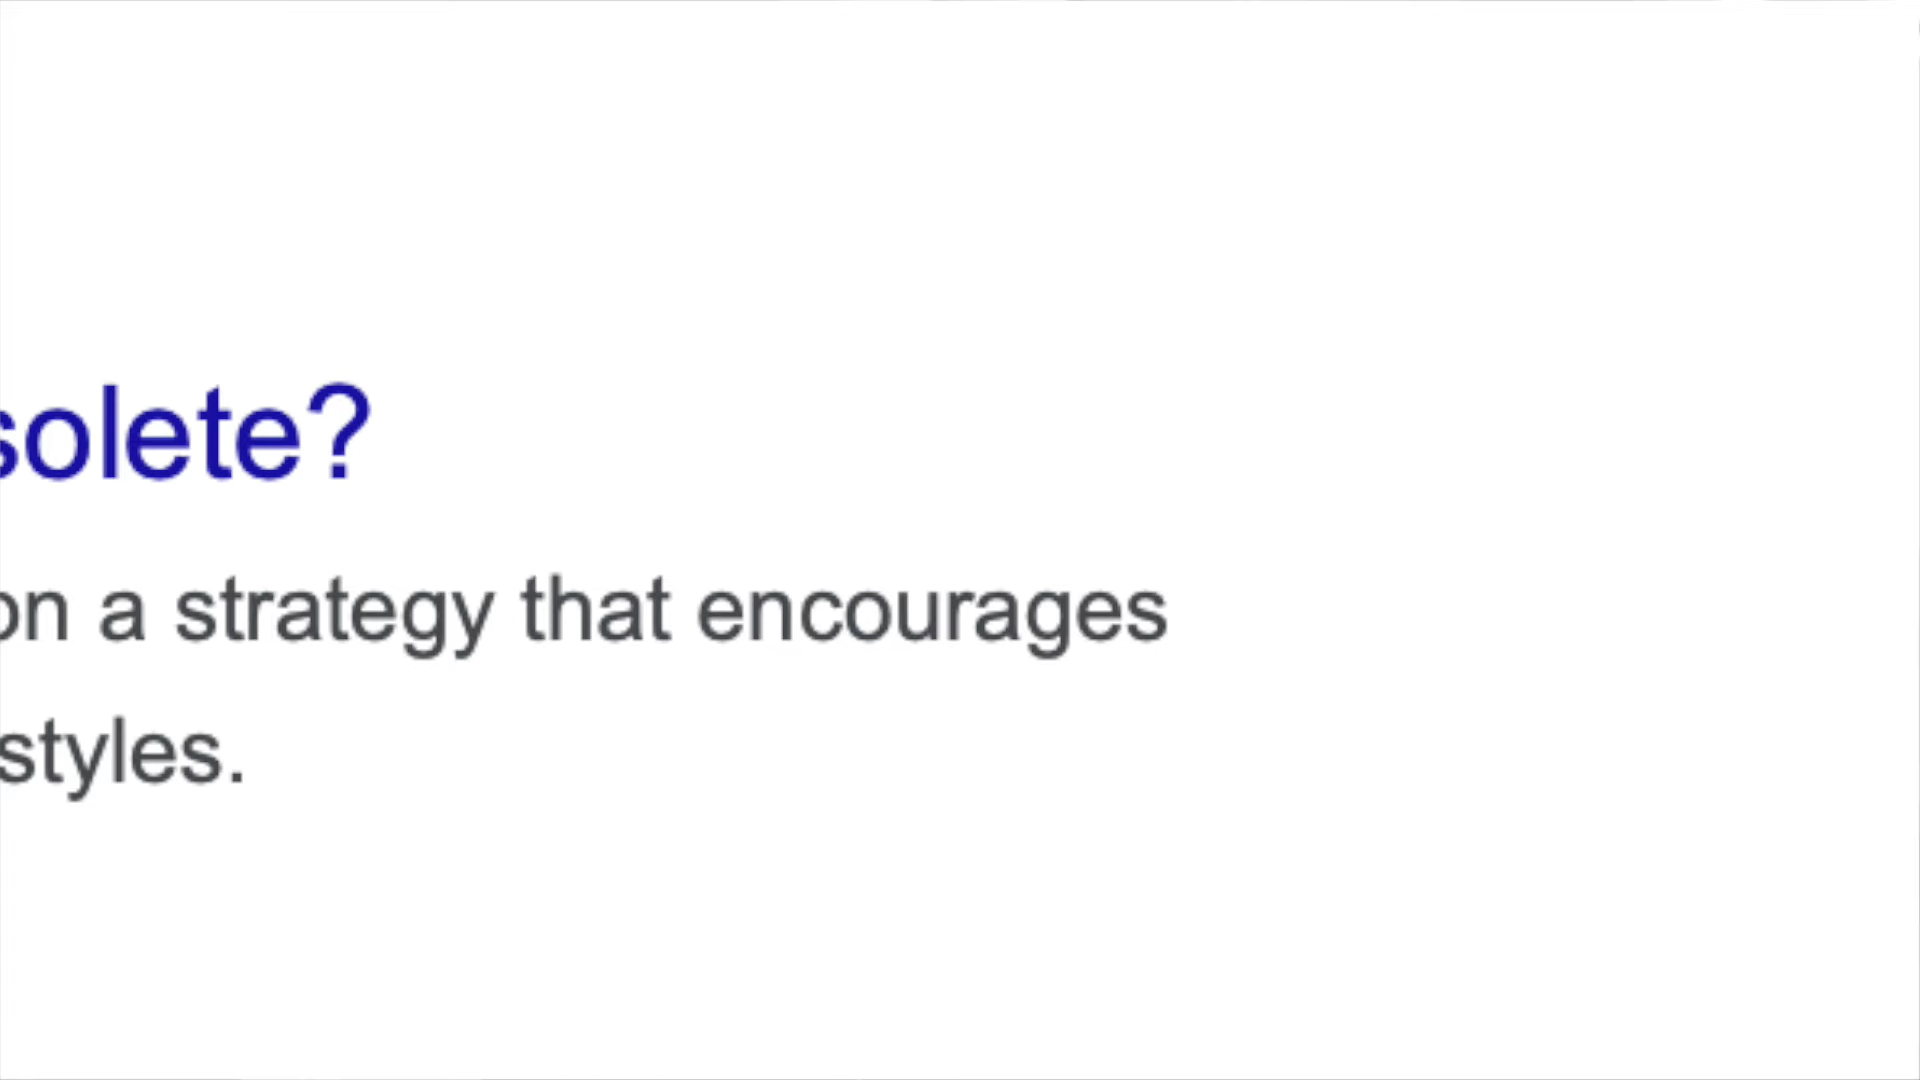 solete?
on a strategy that encourages
styles.